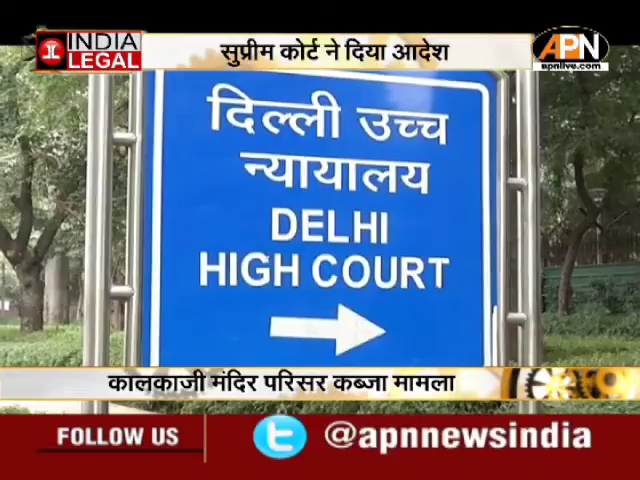 INDIA
LEGAL
सुप्रीम कोर्ट ने दिया आदेश
APN
apnlive.com
दिल्ली उच्च
न्यायालय
DELHI
HIGH COURT
कालकाजी मंदिर परिसर कब्जा मामला
FOLLOW US
@apnnewsindia